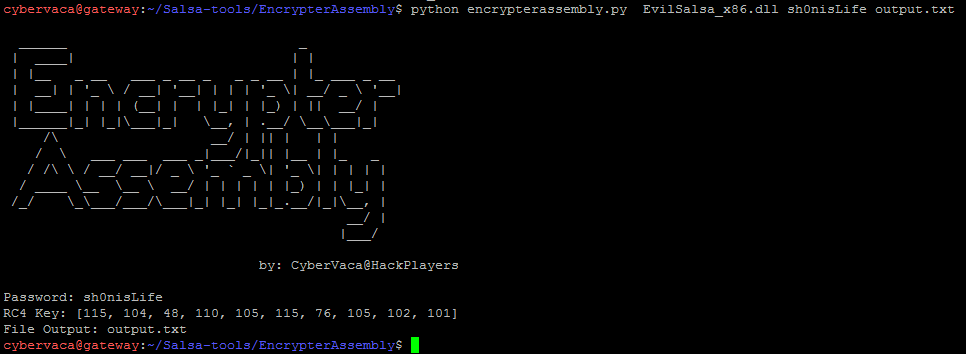 cybervaca@gateway:~/Salsa-tools/EncrypterAssembly$ python encrypterassembly.py  EvilSalsa_x86.dll sh0nisLife output.txt
Encrypter
Assembly
by: CyberVaca@HackPlayers
Password: sh0nisLife
RC4 Key: [115, 104, 48, 110, 105, 115, 76, 105, 102, 101]
File Output: output.txt
cybervaca@gateway:~/Salsa-tools/EncrypterAssembly$